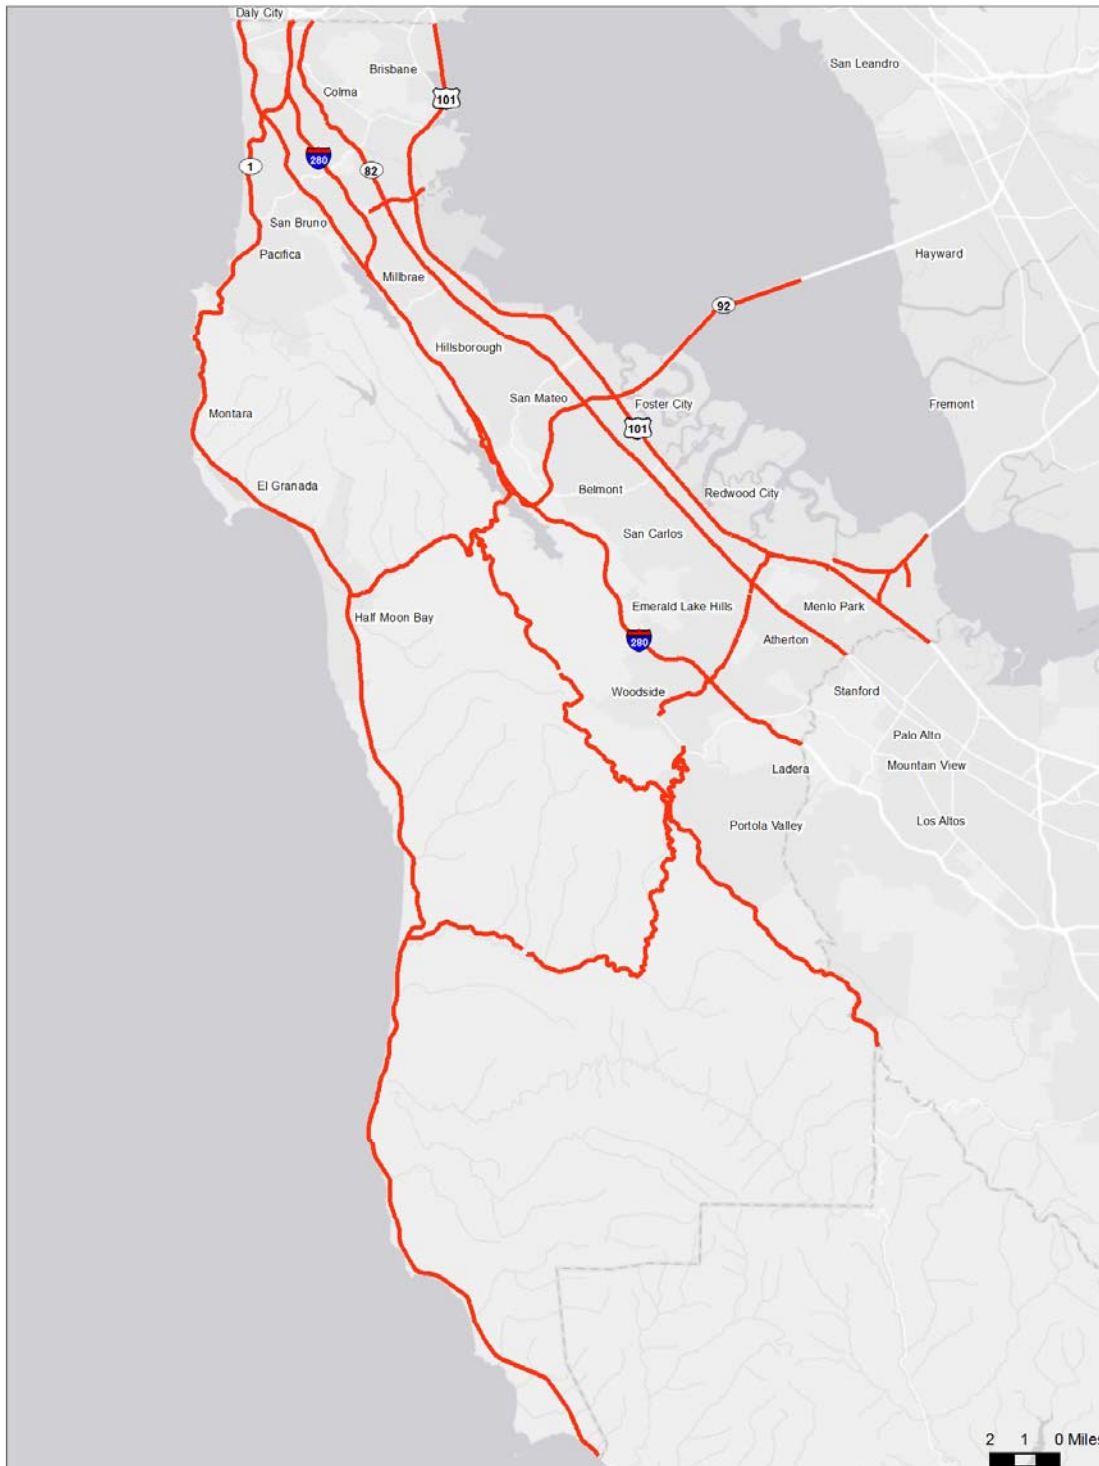 Daly City
San Leandro
Brisbane
Colma
101
280
1
82
San Bruno
Pacifica
Hayward
Millbrae
92
Hillsborough
San Mateo
Foster City
Fremont
Montara
101
El Granada
Belmont
Redwood City
San Carlos
Emerald Lake Hills
Menlo Park
Half Moon Bay
280
Atherton
Woodside
Stanford
Palo Alto
Ladera
Mountain View
Portola Valley
Los Altos
2 1 0 Miles